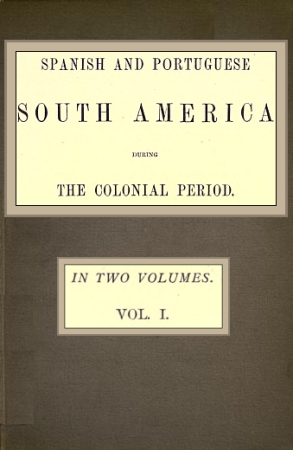 SPANISH AND PORTUGUESE
SOUTH AMERICA
DURING
THE COLONIAL PERIOD.
IN TWO VOLUMES.
VOL. I.